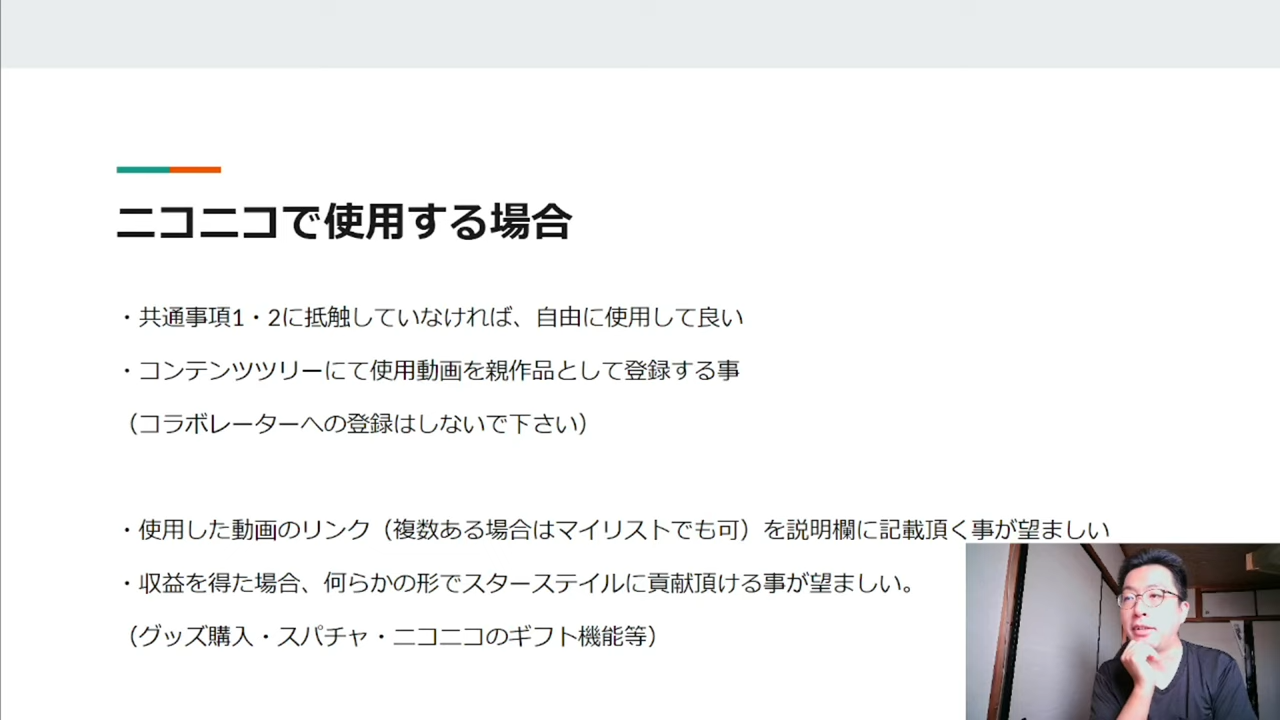 ニコニコで使用する場合
・共通事項1・2に抵触していなければ、自由に使用して良い
・コンテンツツリーにて使用動画を親作品として登録する事
（コラボレーターへの登録はしないで下さい）
・使用した動画のリンク（複数ある場合はマイリストでも可）を説明欄に記載頂く事が望ましい
・収益を得た場合、何らかの形でスターステイルに貢献頂ける事が望ましい。
（グッズ購入・スパチャ・ニコニコのギフト機能等）